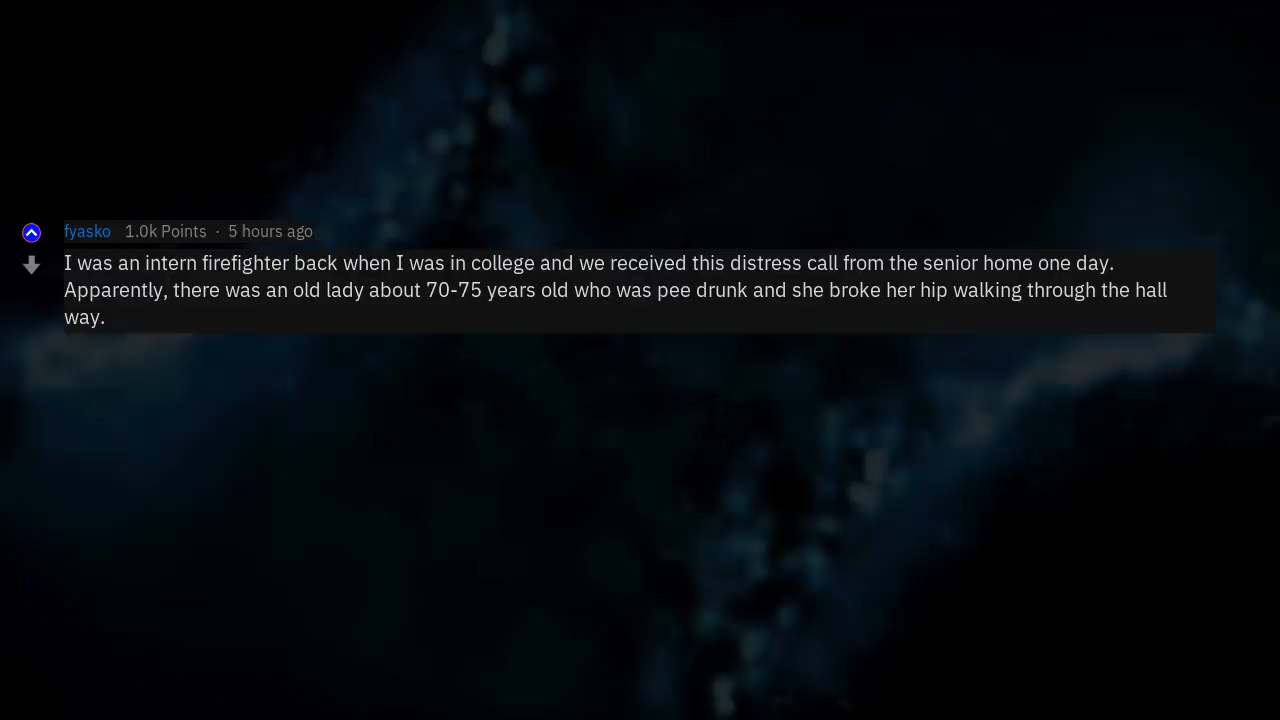 fyasko 1.0k Points · 5 hours ago
I was an intern firefighter back when I was in college and we received this distress call from the senior home one day.
Apparently, there was an old lady about 70-75 years old who was pee drunk and she broke her hip walking through the hall
way.